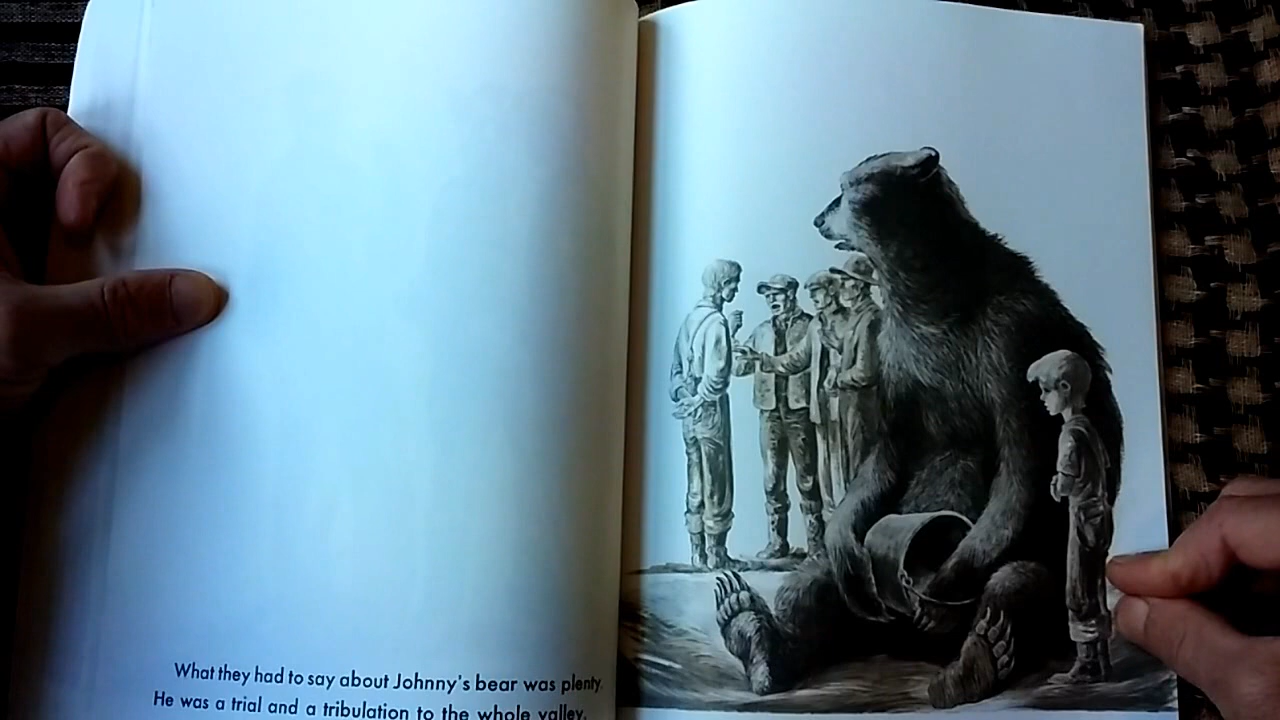 What they had to say about Johnny's bear was plenty.
He was a trial and a tribulation to the whole valley.